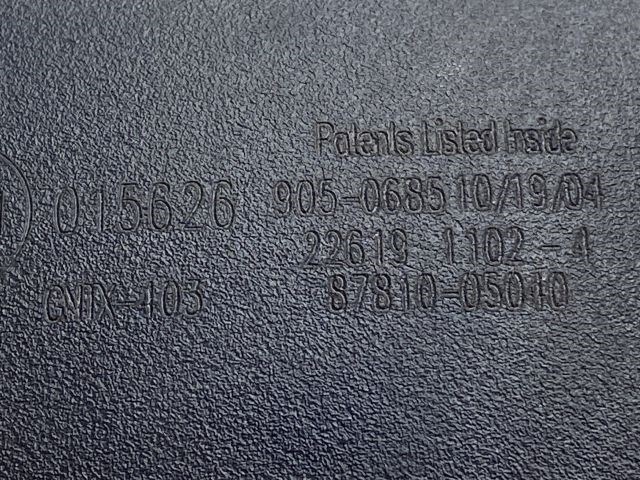 Patents Listed Inside
015626 905-0685 10/19/04
22619 1102-4
GNTX-403 87810-05040